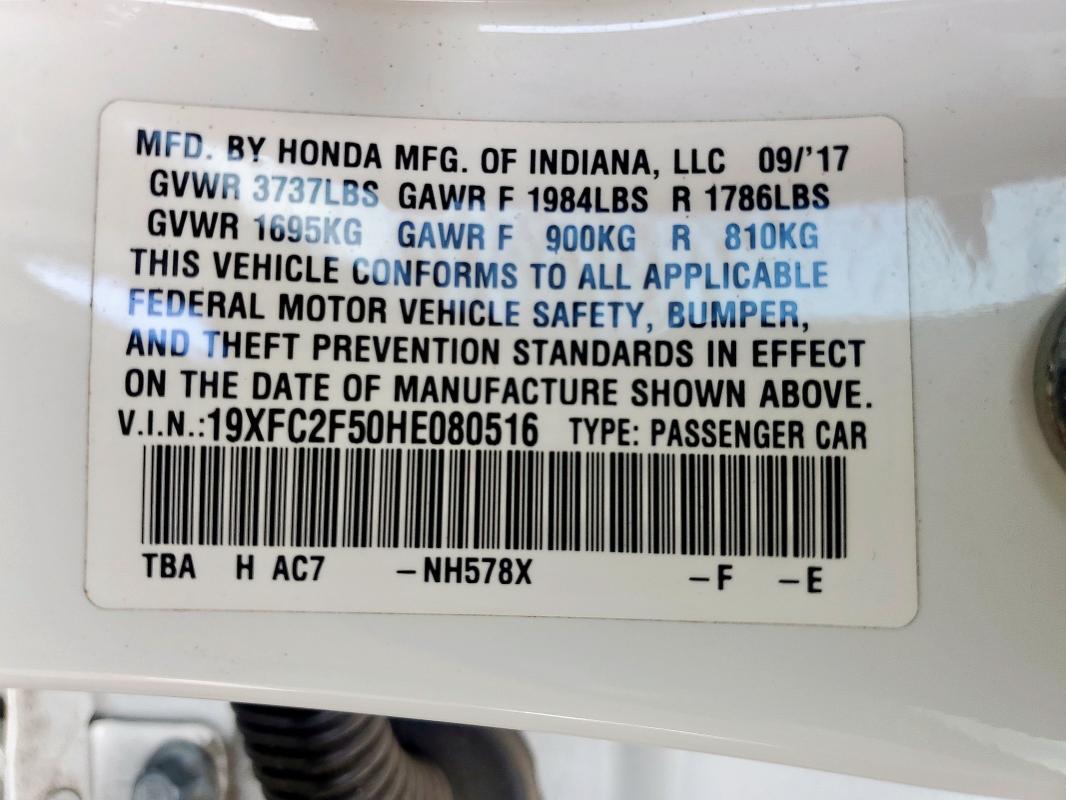 MFD. BY HONDA MFG. OF INDIANA, LLC 09/'17
GVWR 3737LBS GAWR F 1984LBS R 1786LBS
GVWR 1695KG GAWR F 900KG R 810KG
THIS VEHICLE CONFORMS TO ALL APPLICABLE
FEDERAL MOTOR VEHICLE SAFETY, BUMPER,
AND THEFT PREVENTION STANDARDS IN EFFECT
ON THE DATE OF MANUFACTURE SHOWN ABOVE.
V.I.N.:19XFC2F50HE080516 TYPE: PASSENGER CAR
TBA H AC7 –NH578X –F –E